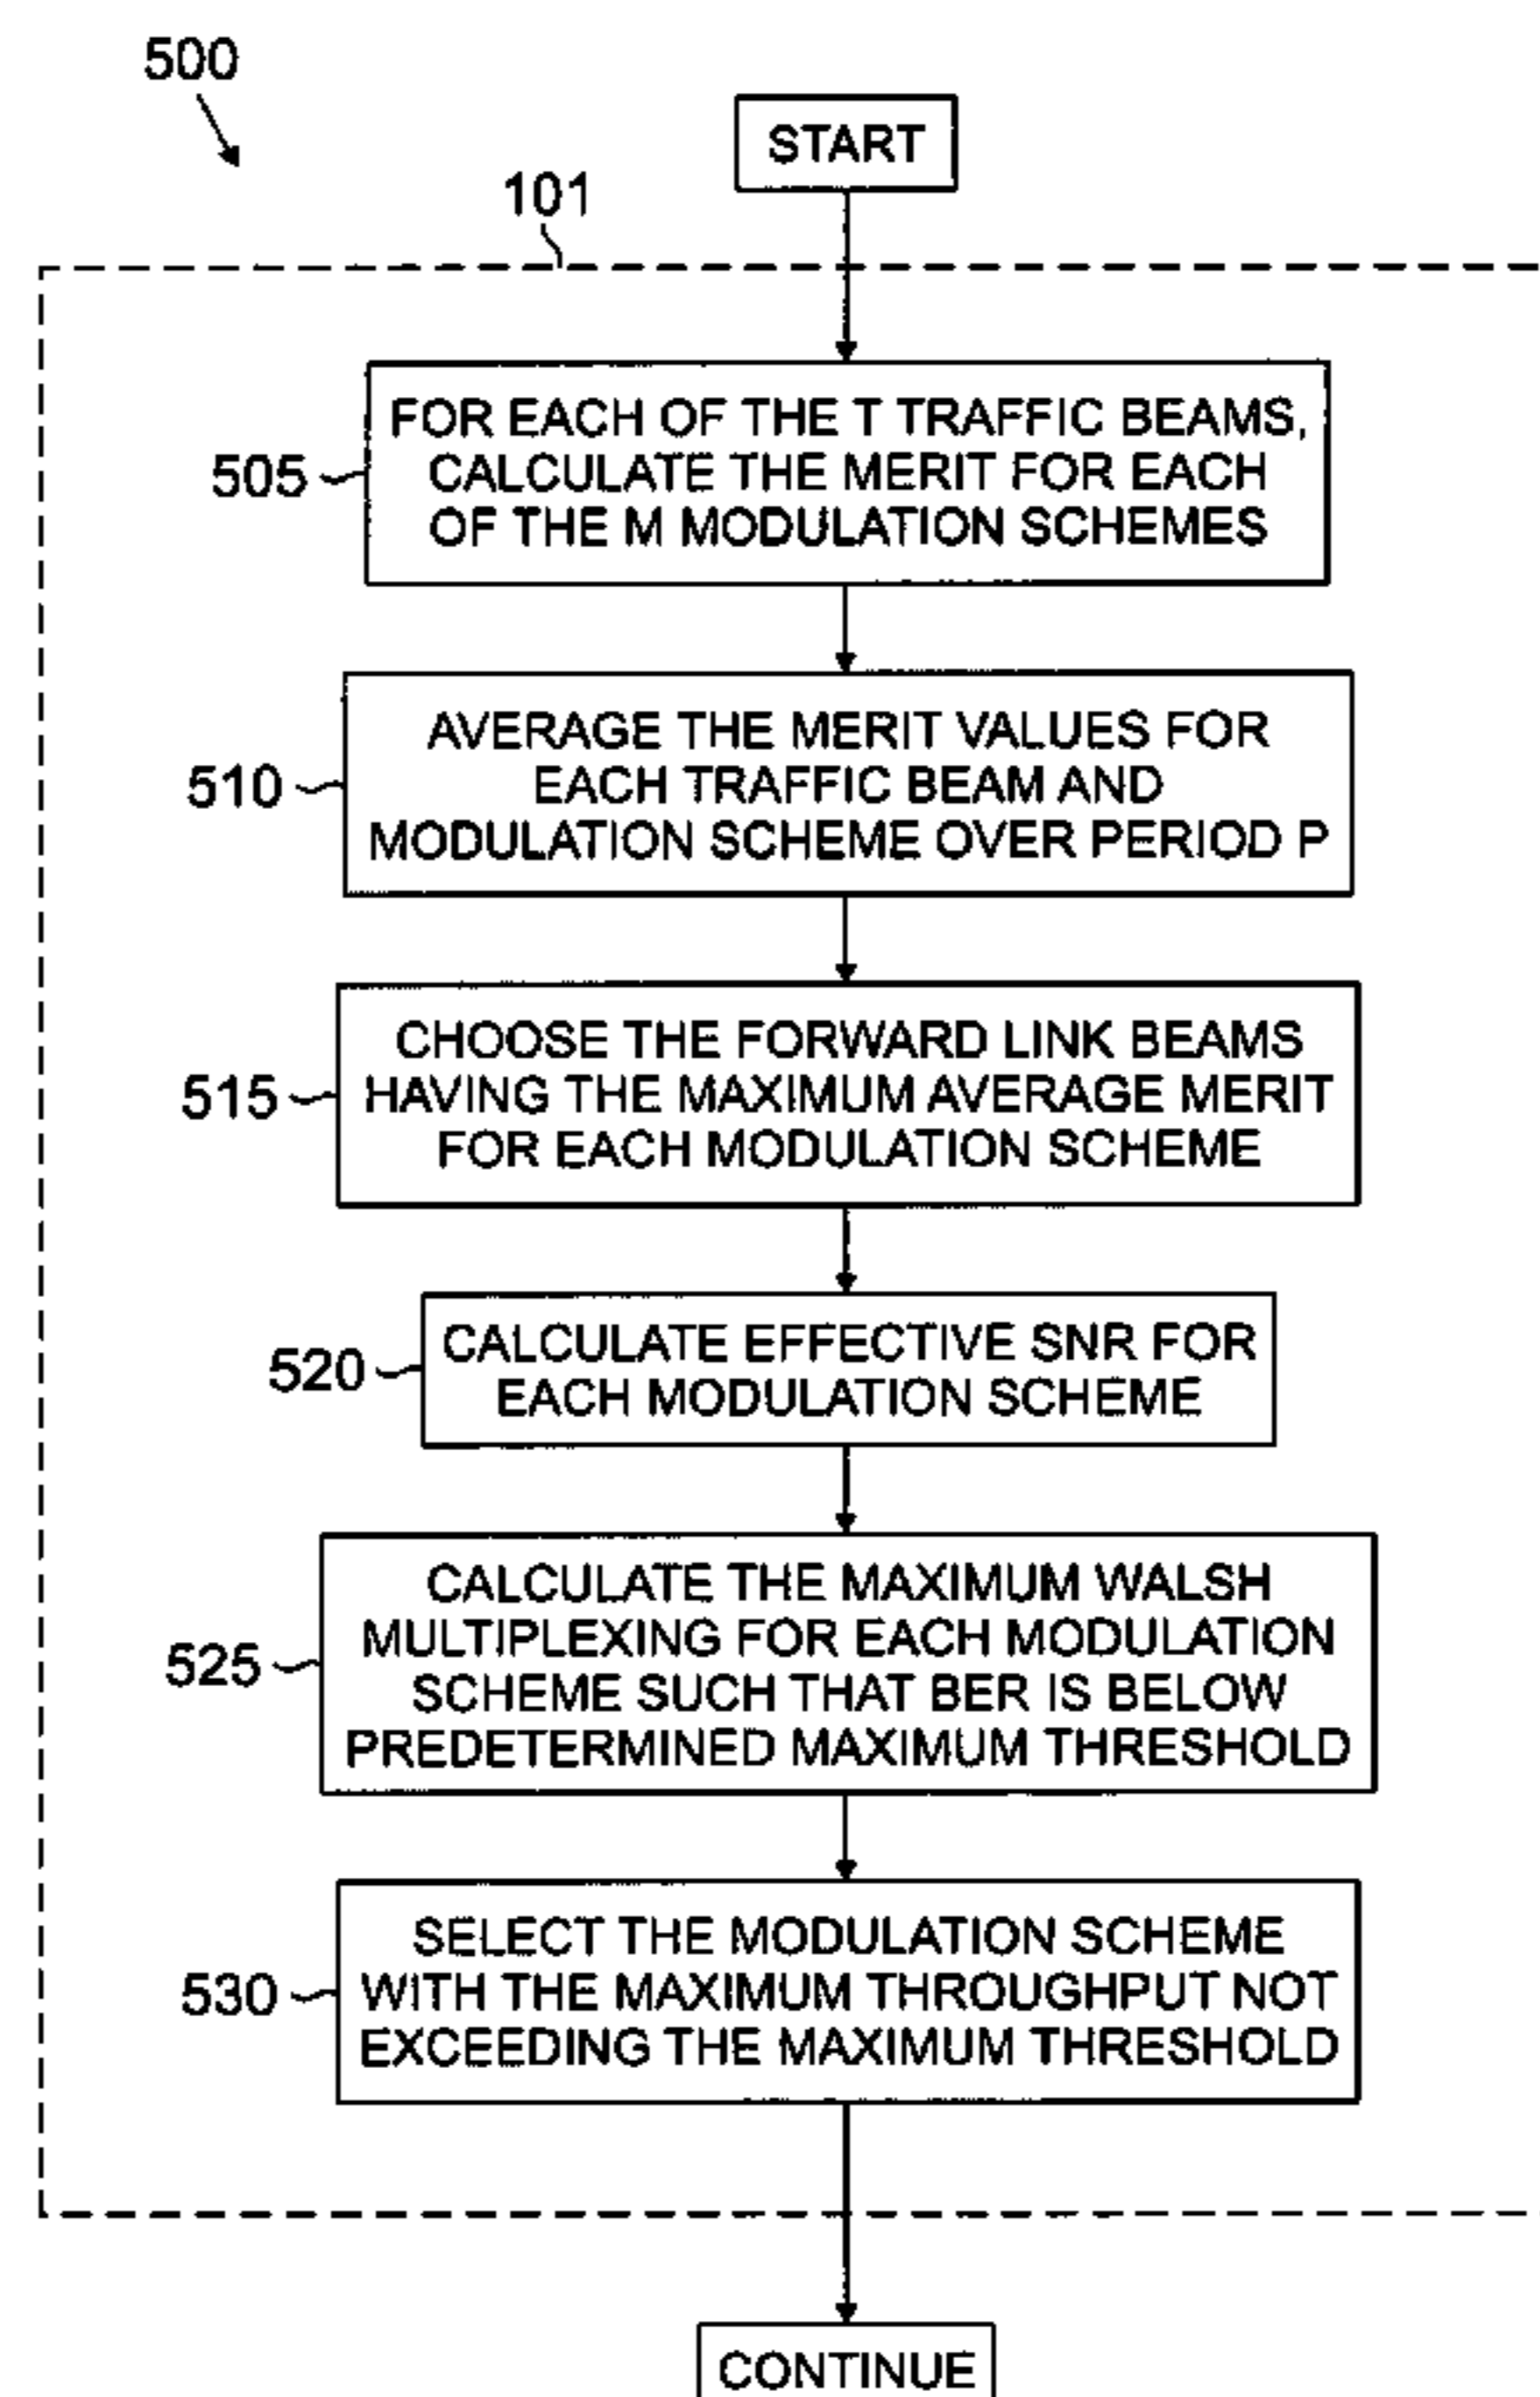 500
START
101
FOR EACH OF THE T TRAFFIC BEAMS,
CALCULATE THE MERIT FOR EACH
OF THE M MODULATION SCHEMES
505
AVERAGE THE MERIT VALUES FOR
EACH TRAFFIC BEAM AND
MODULATION SCHEME OVER PERIOD P
510
CHOOSE THE FORWARD LINK BEAMS
HAVING THE MAXIMUM AVERAGE MERIT
FOR EACH MODULATION SCHEME
515
CALCULATE EFFECTIVE SNR FOR
EACH MODULATION SCHEME
520
CALCULATE THE MAXIMUM WALSH
MULTIPLEXING FOR EACH MODULATION
SCHEME SUCH THAT BER IS BELOW
PREDETERMINED MAXIMUM THRESHOLD
525
SELECT THE MODULATION SCHEME
WITH THE MAXIMUM THROUGHPUT NOT
EXCEEDING THE MAXIMUM THRESHOLD
530
CONTINUE